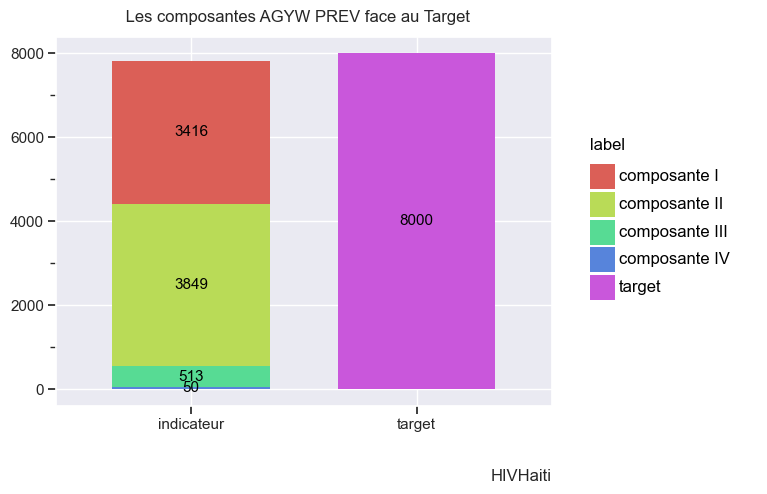 Les composantes AGYW PREV face au Target
8000
6000
4000
2000
0
3416
3849
513
50
8000
indicateur
target
label
composante I
composante II
composante III
composante IV
target
HIVHaiti